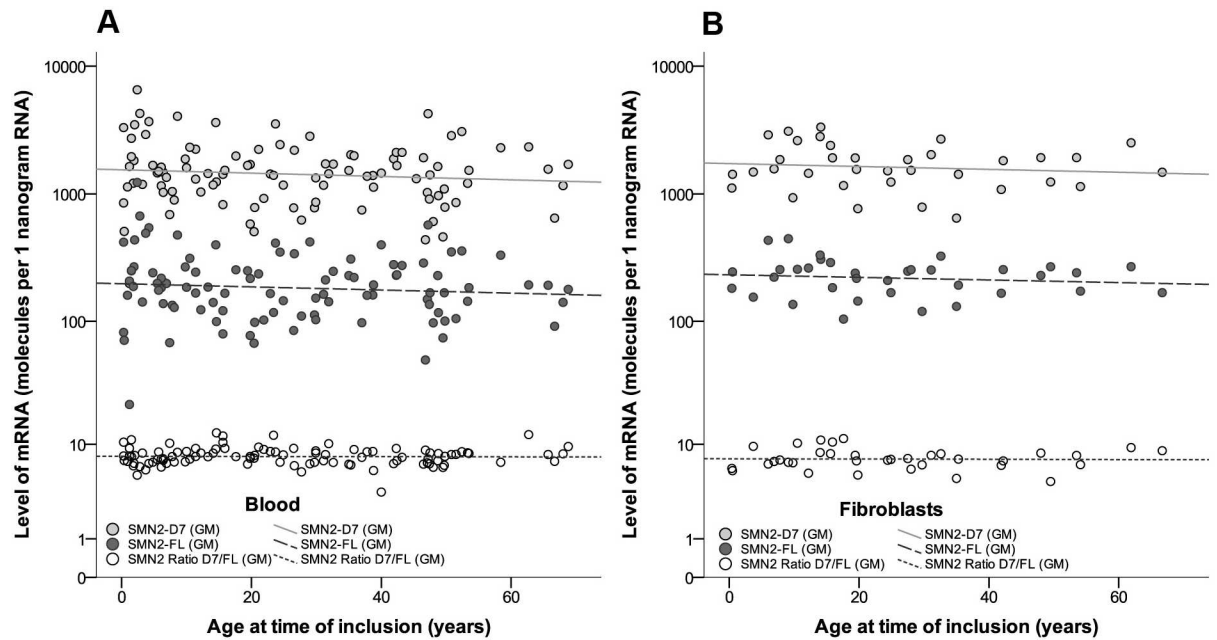 A
Level of mRNA (molecules per 1 nanogram RNA)
10000
1000
100
10
1
0
Blood
SMN2-D7 (GM) SMN2-D7 (GM)
SMN2-FL (GM) SMN2-FL (GM)
SMN2 Ratio D7/FL (GM) SMN2 Ratio D7/FL (GM)
0 20 40 60
Age at time of inclusion (years)
B
Level of mRNA (molecules per 1 nanogram RNA)
10000
1000
100
10
1
0
Fibroblasts
SMN2-D7 (GM) SMN2-D7 (GM)
SMN2-FL (GM) SMN2-FL (GM)
SMN2 Ratio D7/FL (GM) SMN2 Ratio D7/FL (GM)
0 20 40 60
Age at time of inclusion (years)